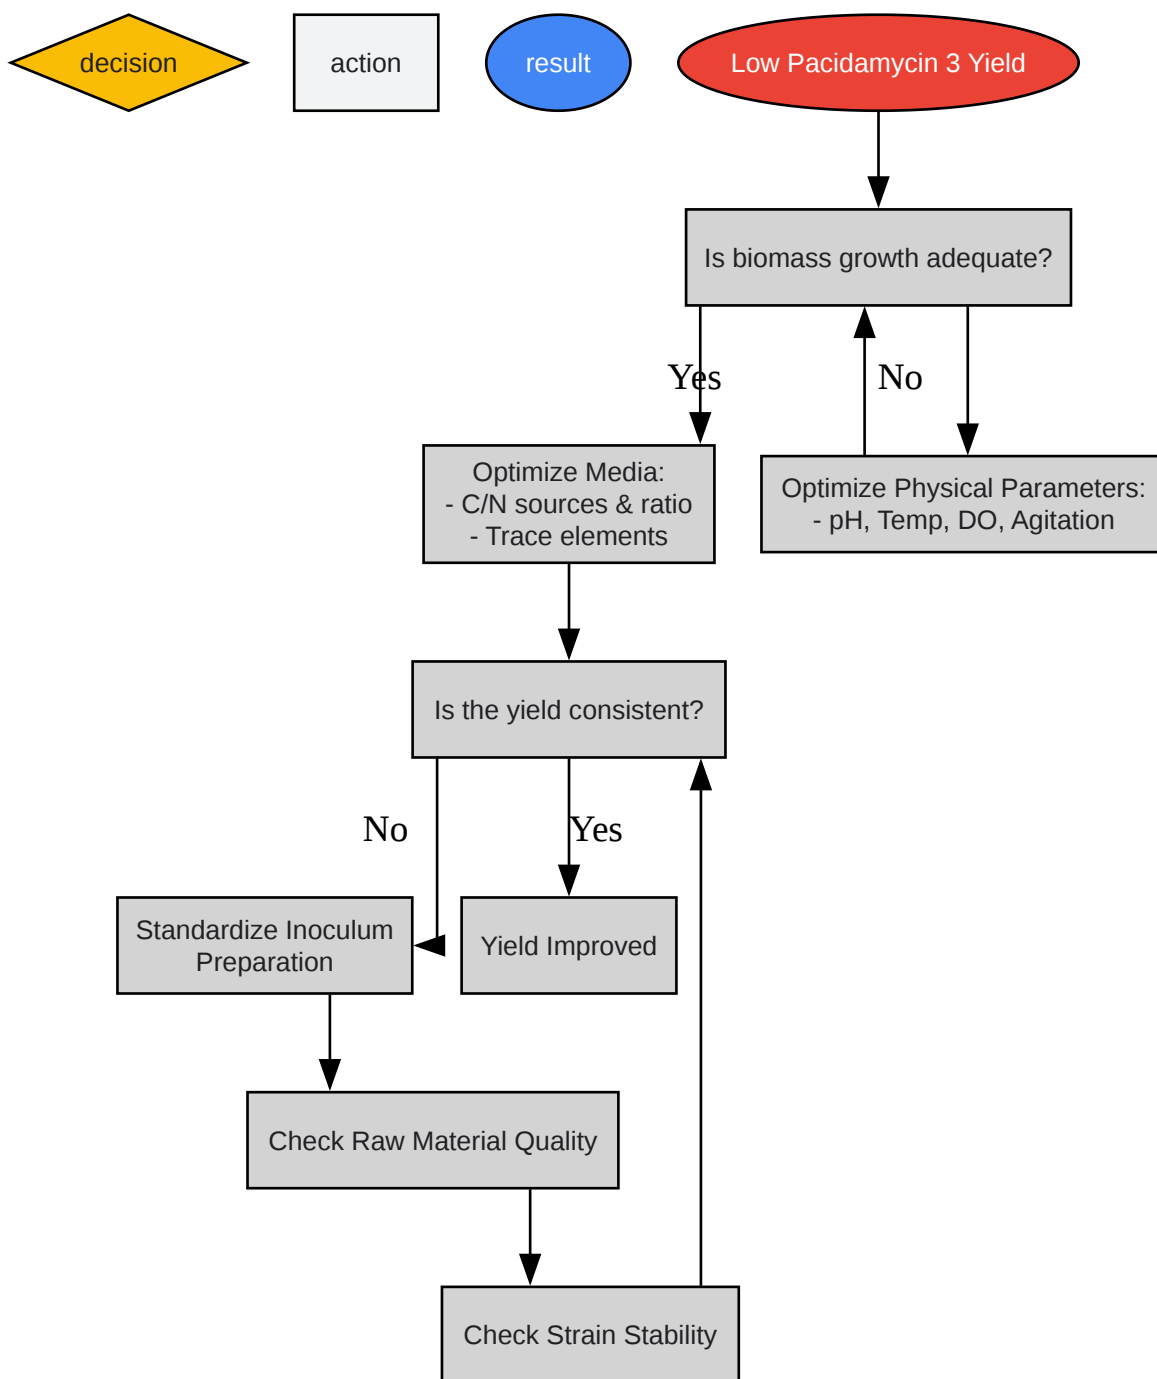 decision
action
result
Low Pacidamycin 3 Yield
Is biomass growth adequate?
Yes
No
Optimize Media:
- C/N sources & ratio
- Trace elements
Optimize Physical Parameters:
- pH, Temp, DO, Agitation
Is the yield consistent?
No
Yes
Standardize Inoculum
Preparation
Yield Improved
Check Raw Material Quality
Check Strain Stability